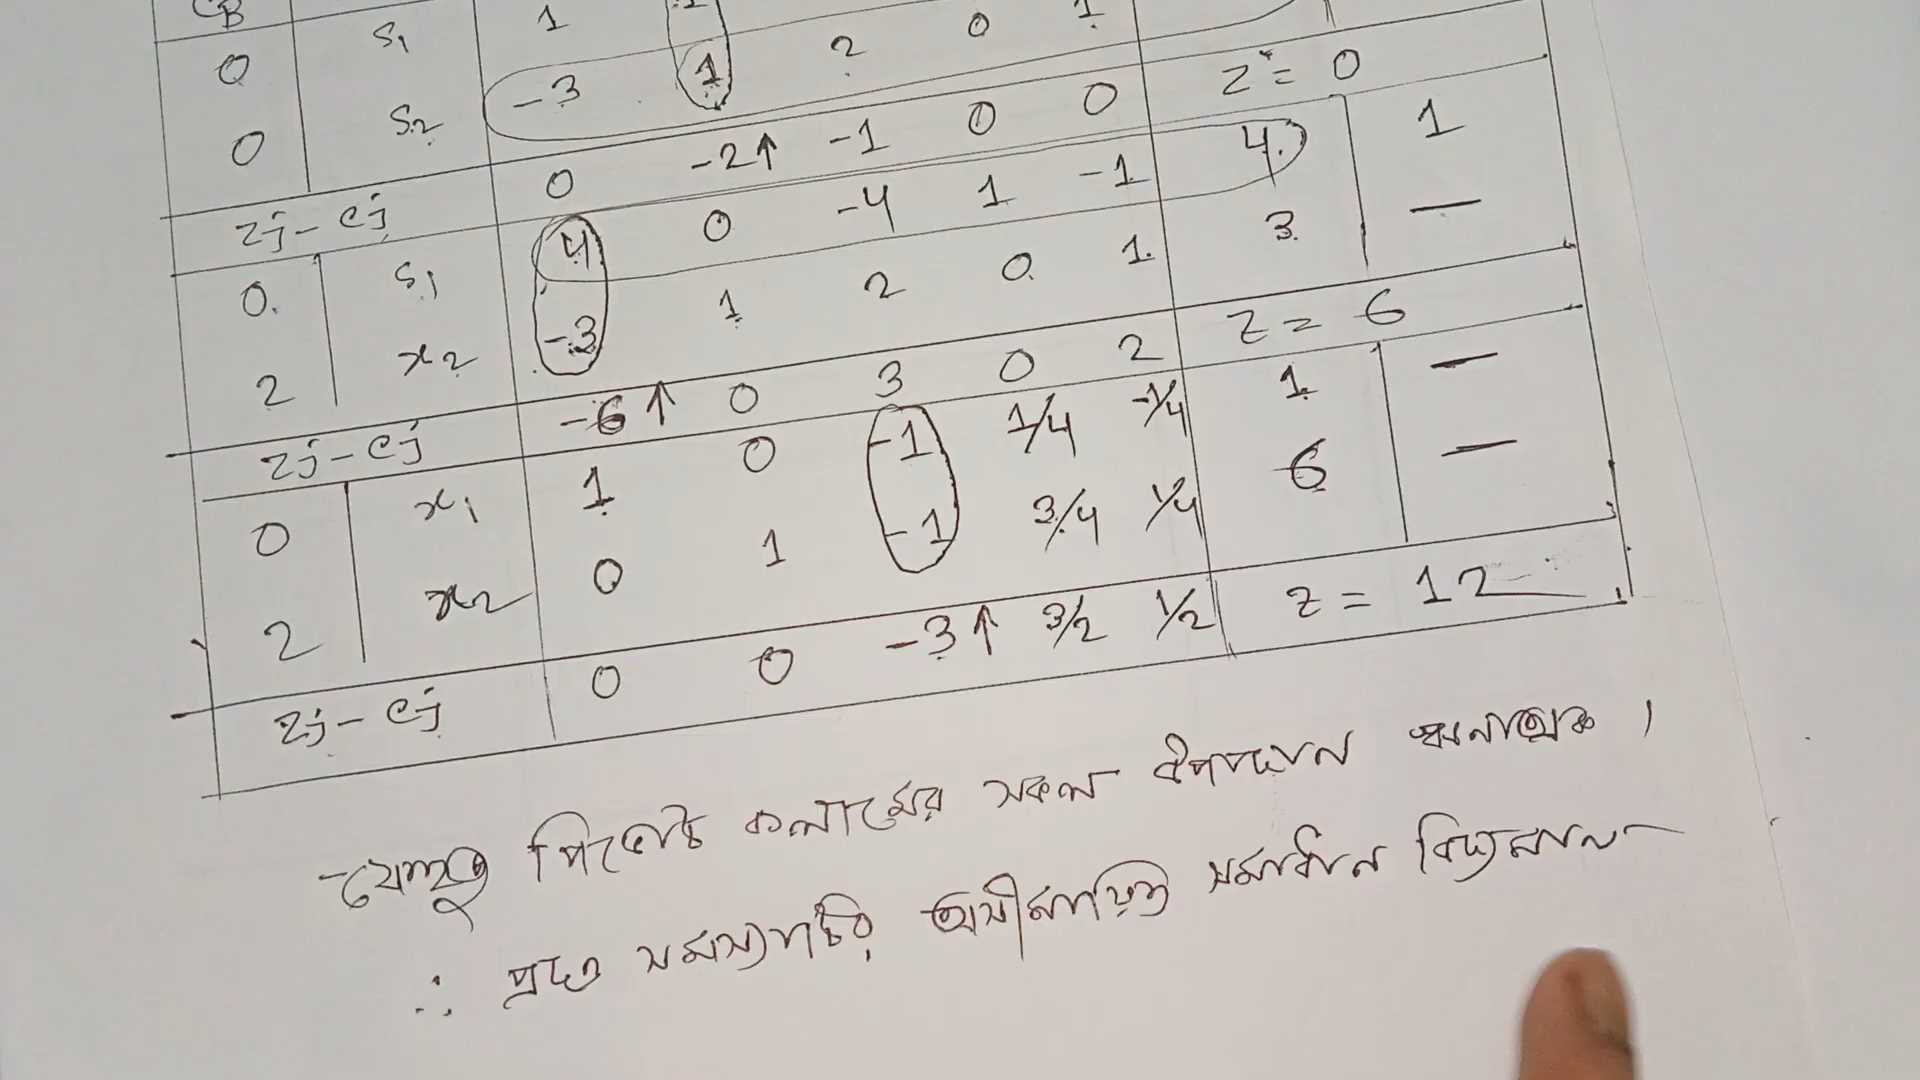 C_B
0 S₁ 1 -1 0 1
0 S₂ -3 1 2 0 1
zj - cj 0 -2↑ -1 0 0 z* = 0
0 S₁ 4 0 -4 1 -1 4 1
2 x₂ -3 1 2 0 1 3 —
zj - cj -6↑ 0 3 0 2 z = 6
0 x₁ 1 0 -1 1/4 -1/4 1 —
2 x₂ 0 1 -1 3/4 1/4 6 —
zj - cj 0 0 -3↑ 3/2 1/2 z = 12
যেহেতু পিভোট কলামের সকল উপাদান ঋনাত্মক।
∴ প্রদত্ত সমস্যাটির অসীমায়িত সমাধান বিদ্যমান